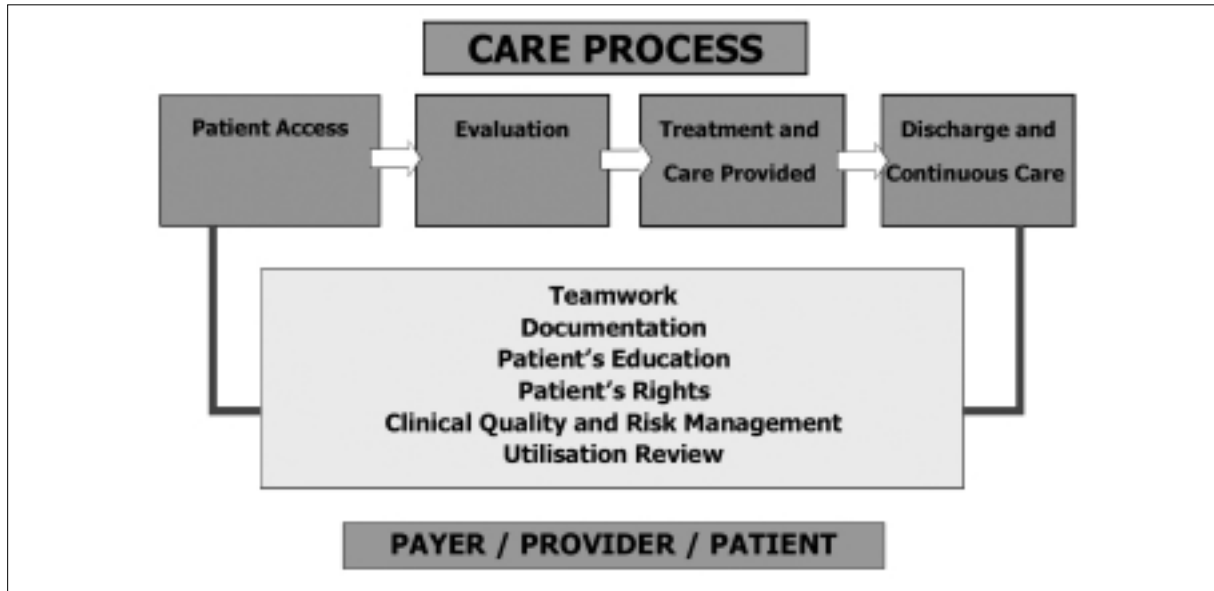 CARE PROCESS
Patient Access
Evaluation
Treatment and
Care Provided
Discharge and
Continuous Care
Teamwork
Documentation
Patient's Education
Patient's Rights
Clinical Quality and Risk Management
Utilisation Review
PAYER / PROVIDER / PATIENT